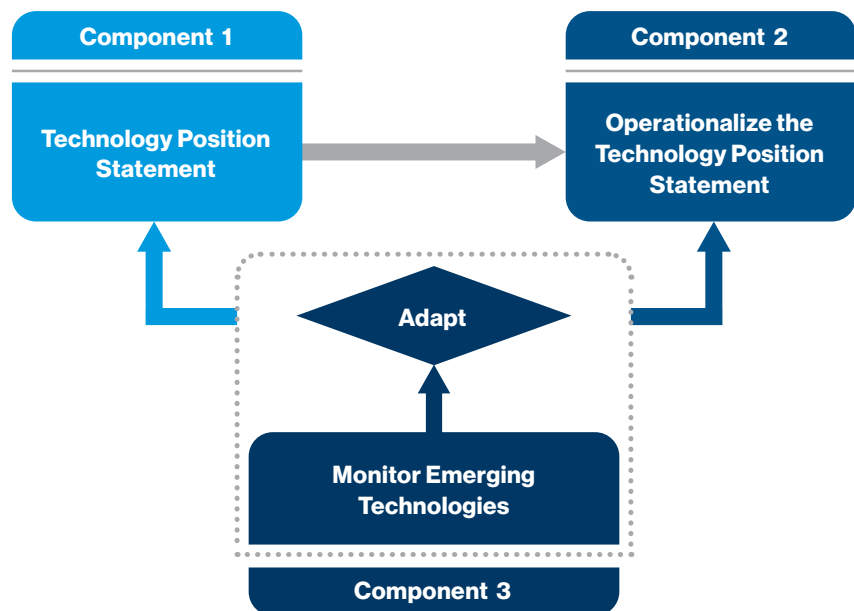 Component 1
Technology Position
Statement
Component 2
Operationalize the
Technology Position
Statement
Adapt
Monitor Emerging
Technologies
Component 3